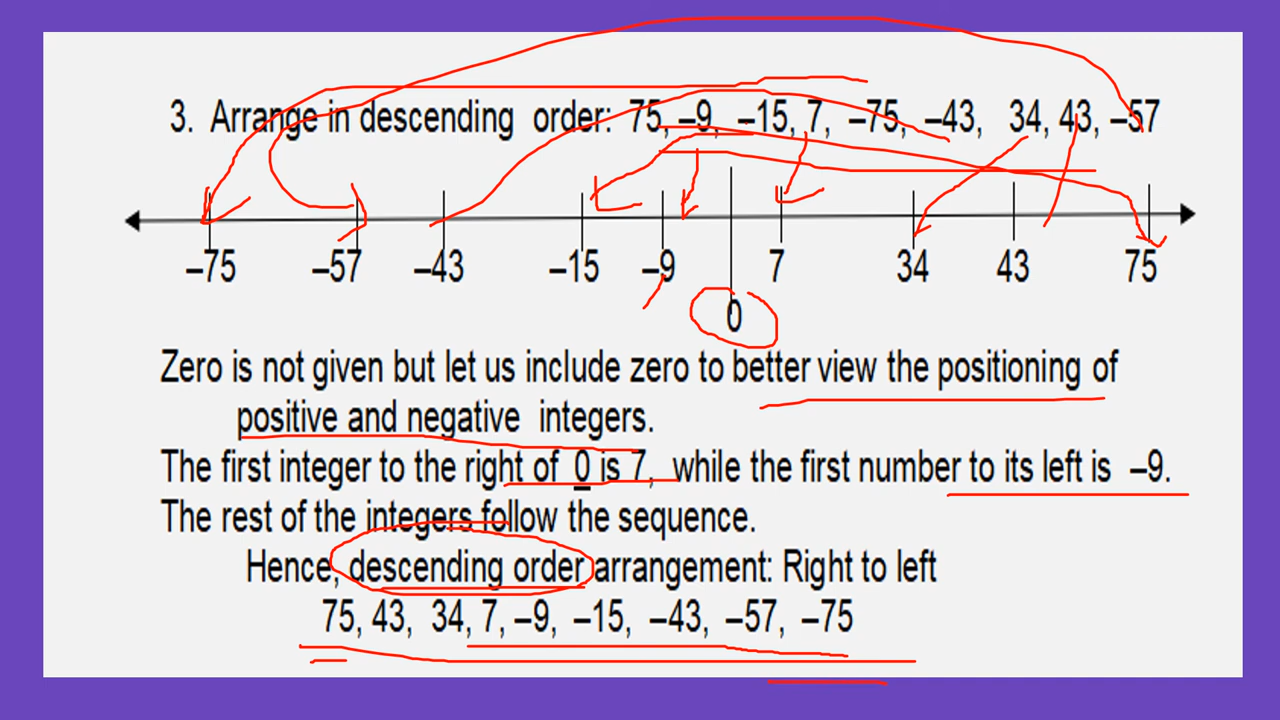 3. Arrange in descending order: 75, –9, –15, 7, –75, –43, 34, 43, –57
–75 –57 –43 –15 –9 7 34 43 75
0
Zero is not given but let us include zero to better view the positioning of
positive and negative integers.
The first integer to the right of 0 is 7, while the first number to its left is –9.
The rest of the integers follow the sequence.
Hence, descending order arrangement: Right to left
75, 43, 34, 7, –9, –15, –43, –57, –75